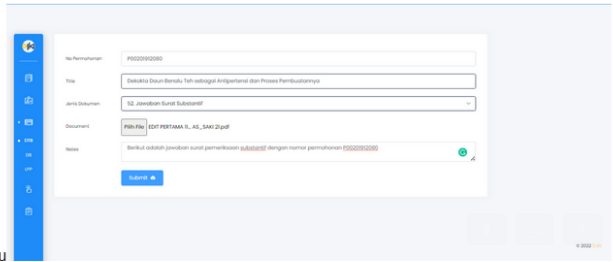 No Permohonan
P00201912080
Title
Dekokta Daun Benalu Teh sebagai Antipertensi dan Proses Pembuatannya
Jenis Dokumen
52. Jawaban Surat Substantif
Document
Pilih File EDIT PERTAMA 11... AS_SAKI 21.pdf
Notes
Berikut adalah jawaban surat pemeriksaan substantif dengan nomor permohonan P00201912080
Submit
© 2022